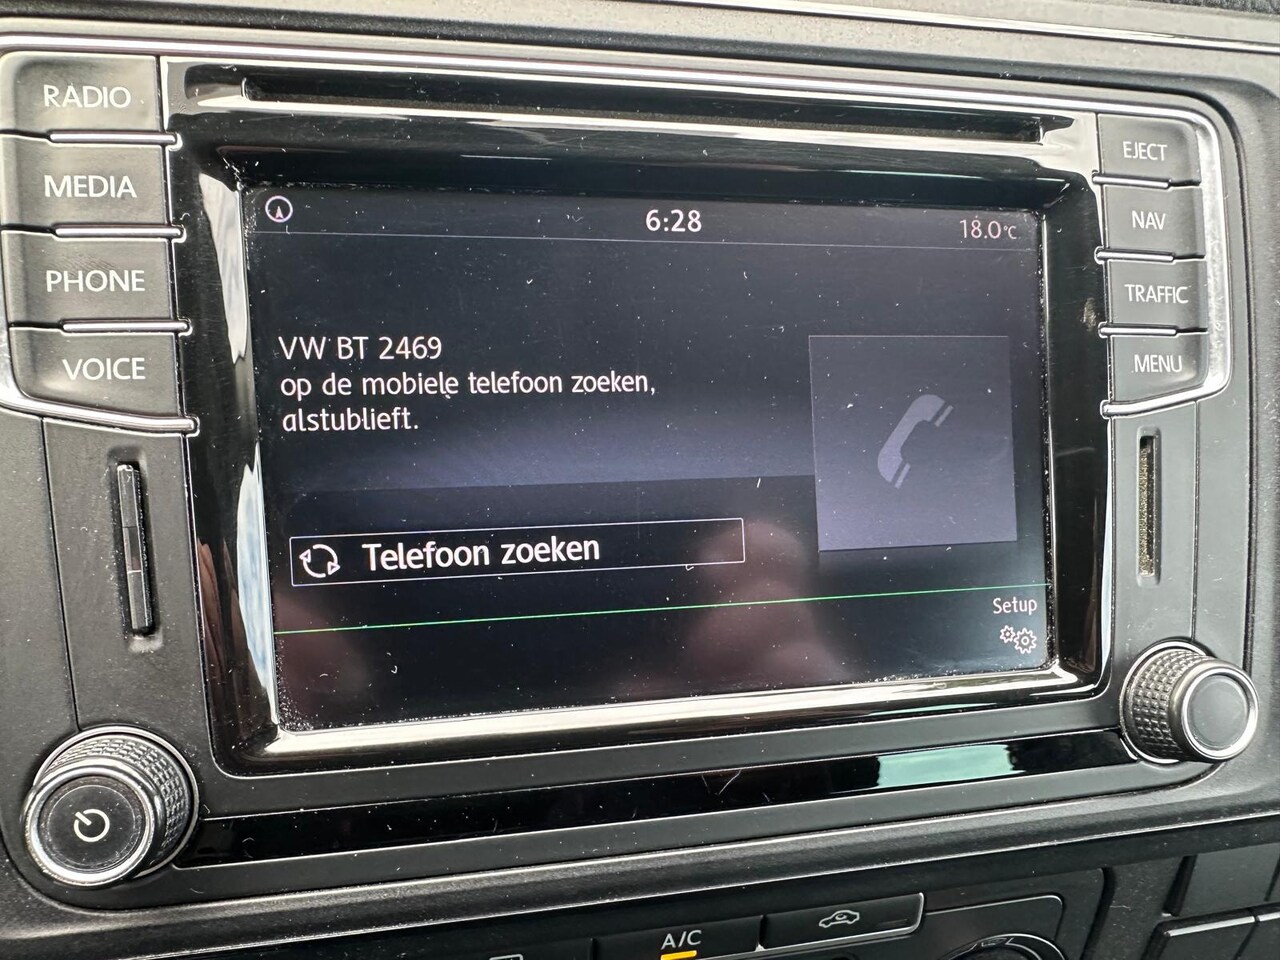 RADIO
MEDIA
PHONE
VOICE
EJECT
NAV
TRAFFIC
MENU
6:28
18.0°C
VW BT 2469
op de mobiele telefoon zoeken,
alstublieft.
Telefoon zoeken
Setup
A/C